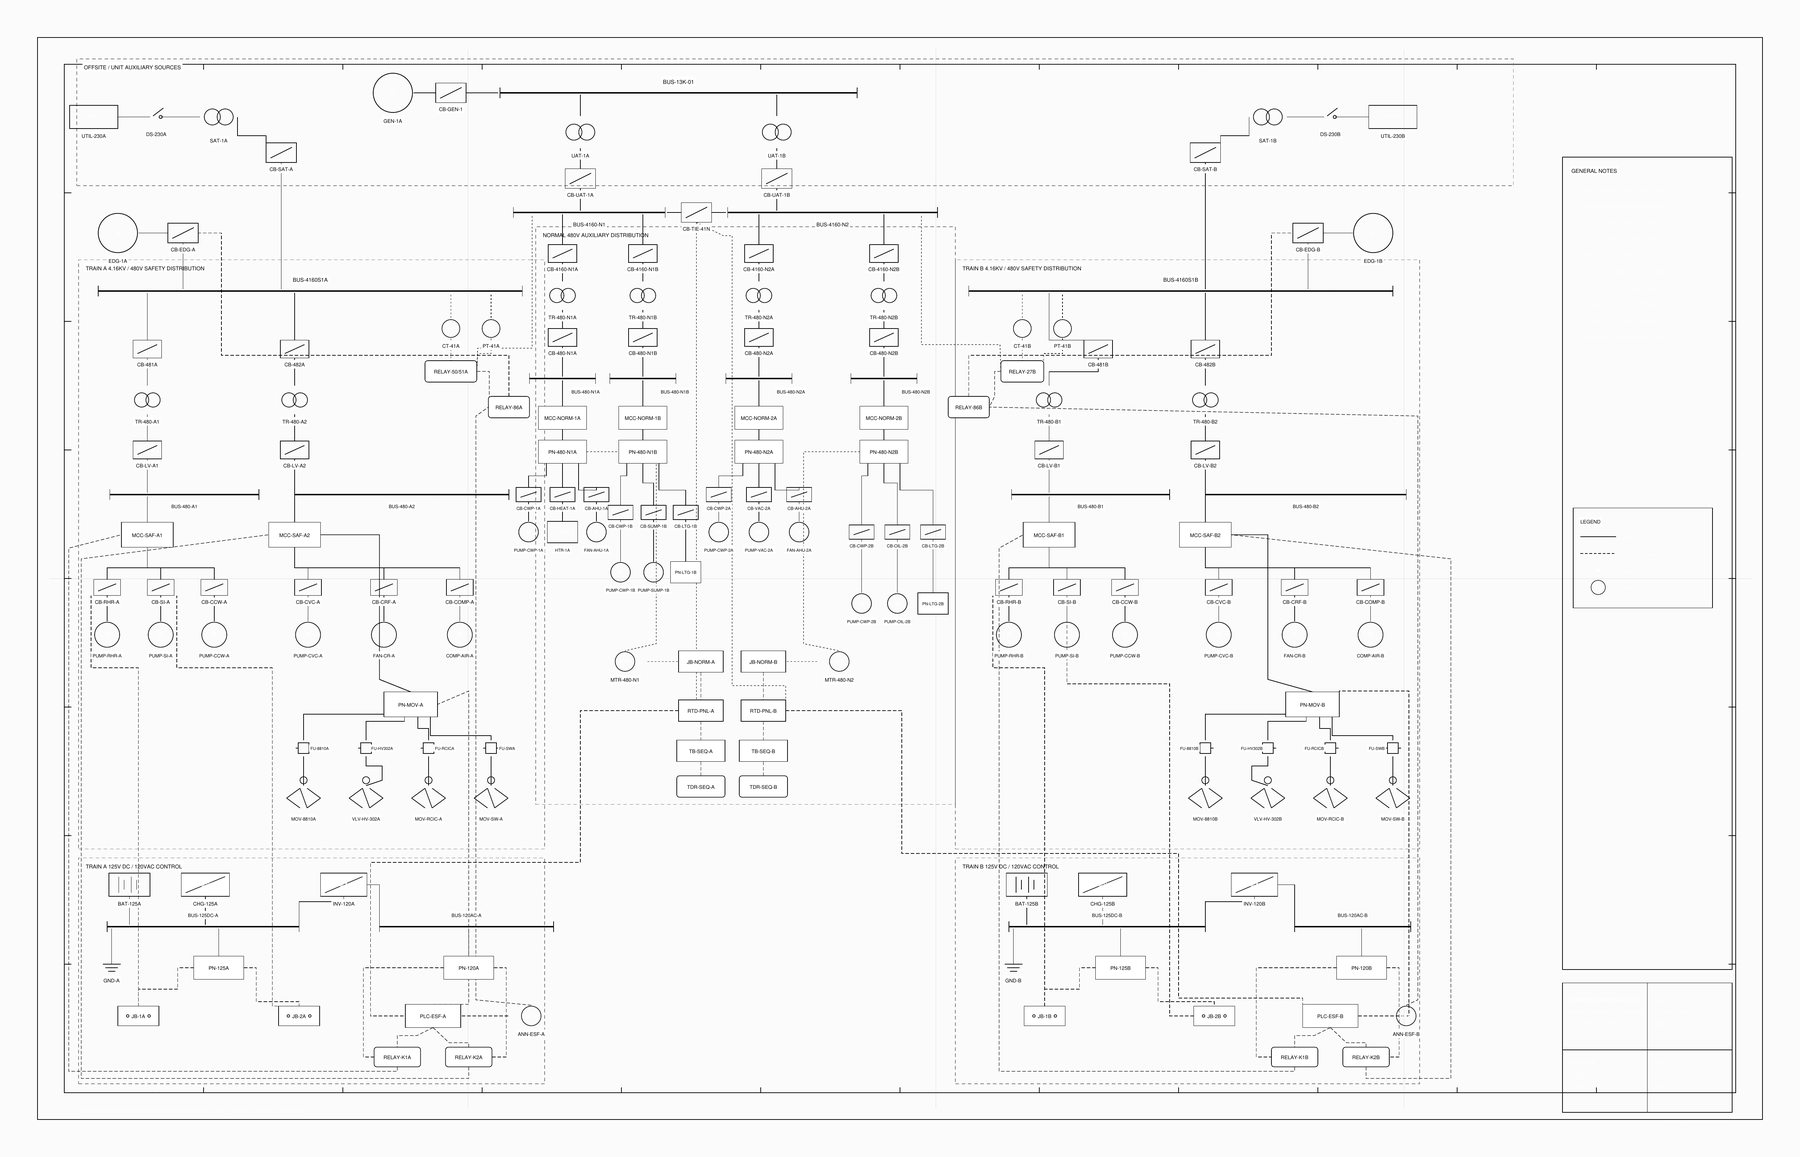 OFFSITE / UNIT AUXILIARY SOURCES
BUS-13K-01
CB-GEN-1
GEN-1A
UTIL-230A
DS-230A
SAT-1A
CB-SAT-A
UAT-1A
UAT-1B
CB-UAT-1A
CB-UAT-1B
SAT-1B
DS-230B
UTIL-230B
CB-SAT-B
GENERAL NOTES
BUS-4160-N1
CB-TIE-41N
BUS-4160-N2
NORMAL 480V AUXILIARY DISTRIBUTION
CB-EDG-A
EDG-1A
CB-EDG-B
EDG-1B
TRAIN A 4.16KV / 480V SAFETY DISTRIBUTION
BUS-4160S1A
CB-4160-N1A
CB-4160-N1B
CB-4160-N2A
CB-4160-N2B
TRAIN B 4.16KV / 480V SAFETY DISTRIBUTION
BUS-4160S1B
TR-480-N1A
TR-480-N1B
TR-480-N2A
TR-480-N2B
CT-41A
PT-41A
CB-480-N1A
CB-480-N1B
CB-480-N2A
CB-480-N2B
CT-41B
PT-41B
CB-481A
CB-482A
CB-481B
CB-482B
RELAY-50/51A
RELAY-27B
BUS-480-N1A
BUS-480-N1B
BUS-480-N2A
BUS-480-N2B
RELAY-86A
RELAY-86B
MCC-NORM-1A
MCC-NORM-1B
MCC-NORM-2A
MCC-NORM-2B
TR-480-A1
TR-480-A2
TR-480-B1
TR-480-B2
PN-480-N1A
PN-480-N1B
PN-480-N2A
PN-480-N2B
CB-LV-A1
CB-LV-A2
CB-LV-B1
CB-LV-B2
BUS-480-A1
BUS-480-A2
CB-CWP-1A
CB-HEAT-1A
CB-AHU-1A
CB-CWP-2A
CB-VAC-2A
CB-AHU-2A
BUS-480-B1
BUS-480-B2
CB-CWP-1B
CB-SUMP-1B
CB-LTG-1B
LEGEND
MCC-SAF-A1
MCC-SAF-A2
MCC-SAF-B1
MCC-SAF-B2
PUMP-CWP-1A
HTR-1A
FAN-AHU-1A
PUMP-CWP-2A
PUMP-VAC-2A
FAN-AHU-2A
CB-CWP-2B
CB-OIL-2B
CB-LTG-2B
PN-LTG-1B
PUMP-CWP-1B
PUMP-SUMP-1B
CB-RHR-A
CB-SI-A
CB-CCW-A
CB-CVC-A
CB-CRF-A
CB-COMP-A
PN-LTG-2B
CB-RHR-B
CB-SI-B
CB-CCW-B
CB-CVC-B
CB-CRF-B
CB-COMP-B
PUMP-CWP-2B
PUMP-OIL-2B
PUMP-RHR-A
PUMP-SI-A
PUMP-CCW-A
PUMP-CVC-A
FAN-CR-A
COMP-AIR-A
PUMP-RHR-B
PUMP-SI-B
PUMP-CCW-B
PUMP-CVC-B
FAN-CR-B
COMP-AIR-B
JB-NORM-A
JB-NORM-B
MTR-480-N1
MTR-480-N2
PN-MOV-A
RTD-PNL-A
RTD-PNL-B
PN-MOV-B
FU-8810A
FU-HV302A
FU-RCICA
FU-SWA
TB-SEQ-A
TB-SEQ-B
FU-8810B
FU-HV302B
FU-RCICB
FU-SWB
TDR-SEQ-A
TDR-SEQ-B
MOV-8810A
VLV-HV-302A
MOV-RCIC-A
MOV-SW-A
MOV-8810B
VLV-HV-302B
MOV-RCIC-B
MOV-SW-B
TRAIN A 125V DC / 120VAC CONTROL
TRAIN B 125V DC / 120VAC CONTROL
BAT-125A
CHG-125A
INV-120A
BAT-125B
CHG-125B
INV-120B
BUS-125DC-A
BUS-120AC-A
BUS-125DC-B
BUS-120AC-B
PN-125A
PN-120A
PN-125B
PN-120B
GND-A
GND-B
JB-1A
JB-2A
PLC-ESF-A
ANN-ESF-A
JB-1B
JB-2B
PLC-ESF-B
ANN-ESF-B
RELAY-K1A
RELAY-K2A
RELAY-K1B
RELAY-K2B